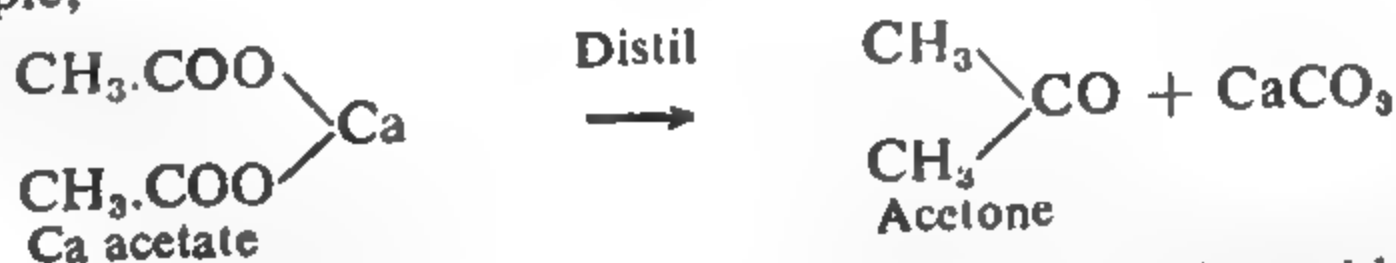 CH₃.COO
CH₃.COO
Ca
Ca acetate
Distil
CH₃
CH₃
CO + CaCO₃
Acetone